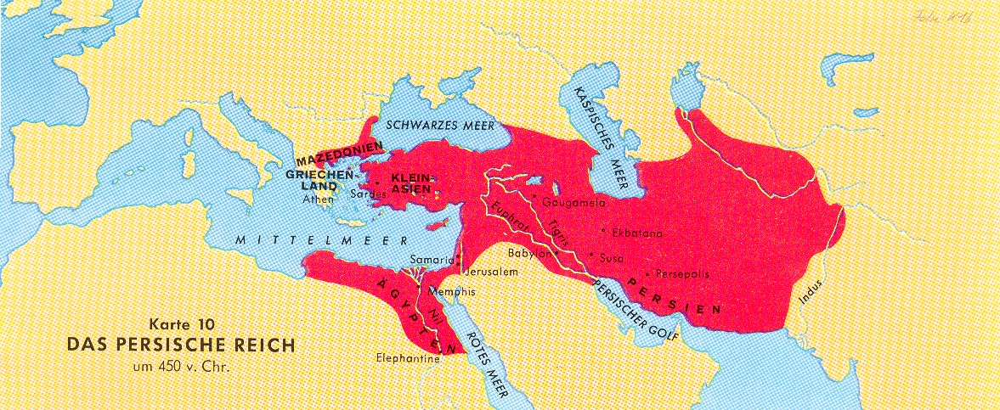 SCHWARZES MEER
KASPISCHES MEER
MAZEDONIEN
GRIECHEN-
LAND
Athen
Sardes
KLEIN-
ASIEN
Gaugamela
Euphrat
Tigris
Ekbatana
MITTELMEER
Samaria
Babylon
Susa
Jerusalem
Persepolis
Memphis
ÄGYPTEN
Nil
PERSIEN
PERSISCHER GOLF
Indus
Elephantine
ROTES MEER
Karte 10
DAS PERSISCHE REICH
um 450 v. Chr.